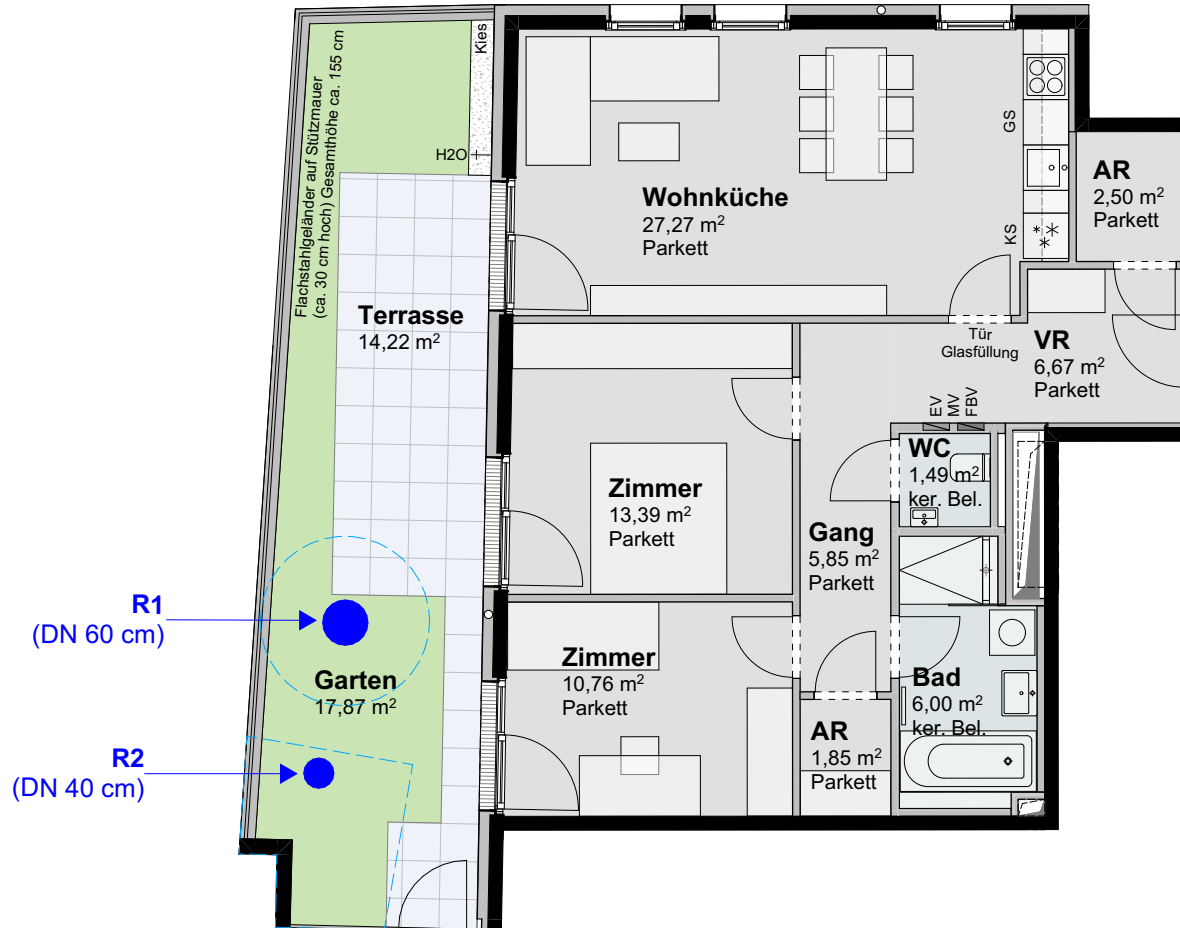 Kies
Flachstahlgeländer auf Stützmauer
(ca. 30 cm hoch) Gesamthöhe ca. 155 cm
H2O
Wohnküche
27,27 m²
Parkett
GS
KS
AR
2,50 m²
Parkett
Terrasse
14,22 m²
Tür
Glasfüllung
VR
6,67 m²
Parkett
EV
MV
FBV
WC
1,49 m²
ker. Bel.
Zimmer
13,39 m²
Parkett
Gang
5,85 m²
Parkett
R1
(DN 60 cm)
Garten
17,87 m²
Zimmer
10,76 m²
Parkett
Bad
6,00 m²
ker. Bel.
AR
1,85 m²
Parkett
R2
(DN 40 cm)